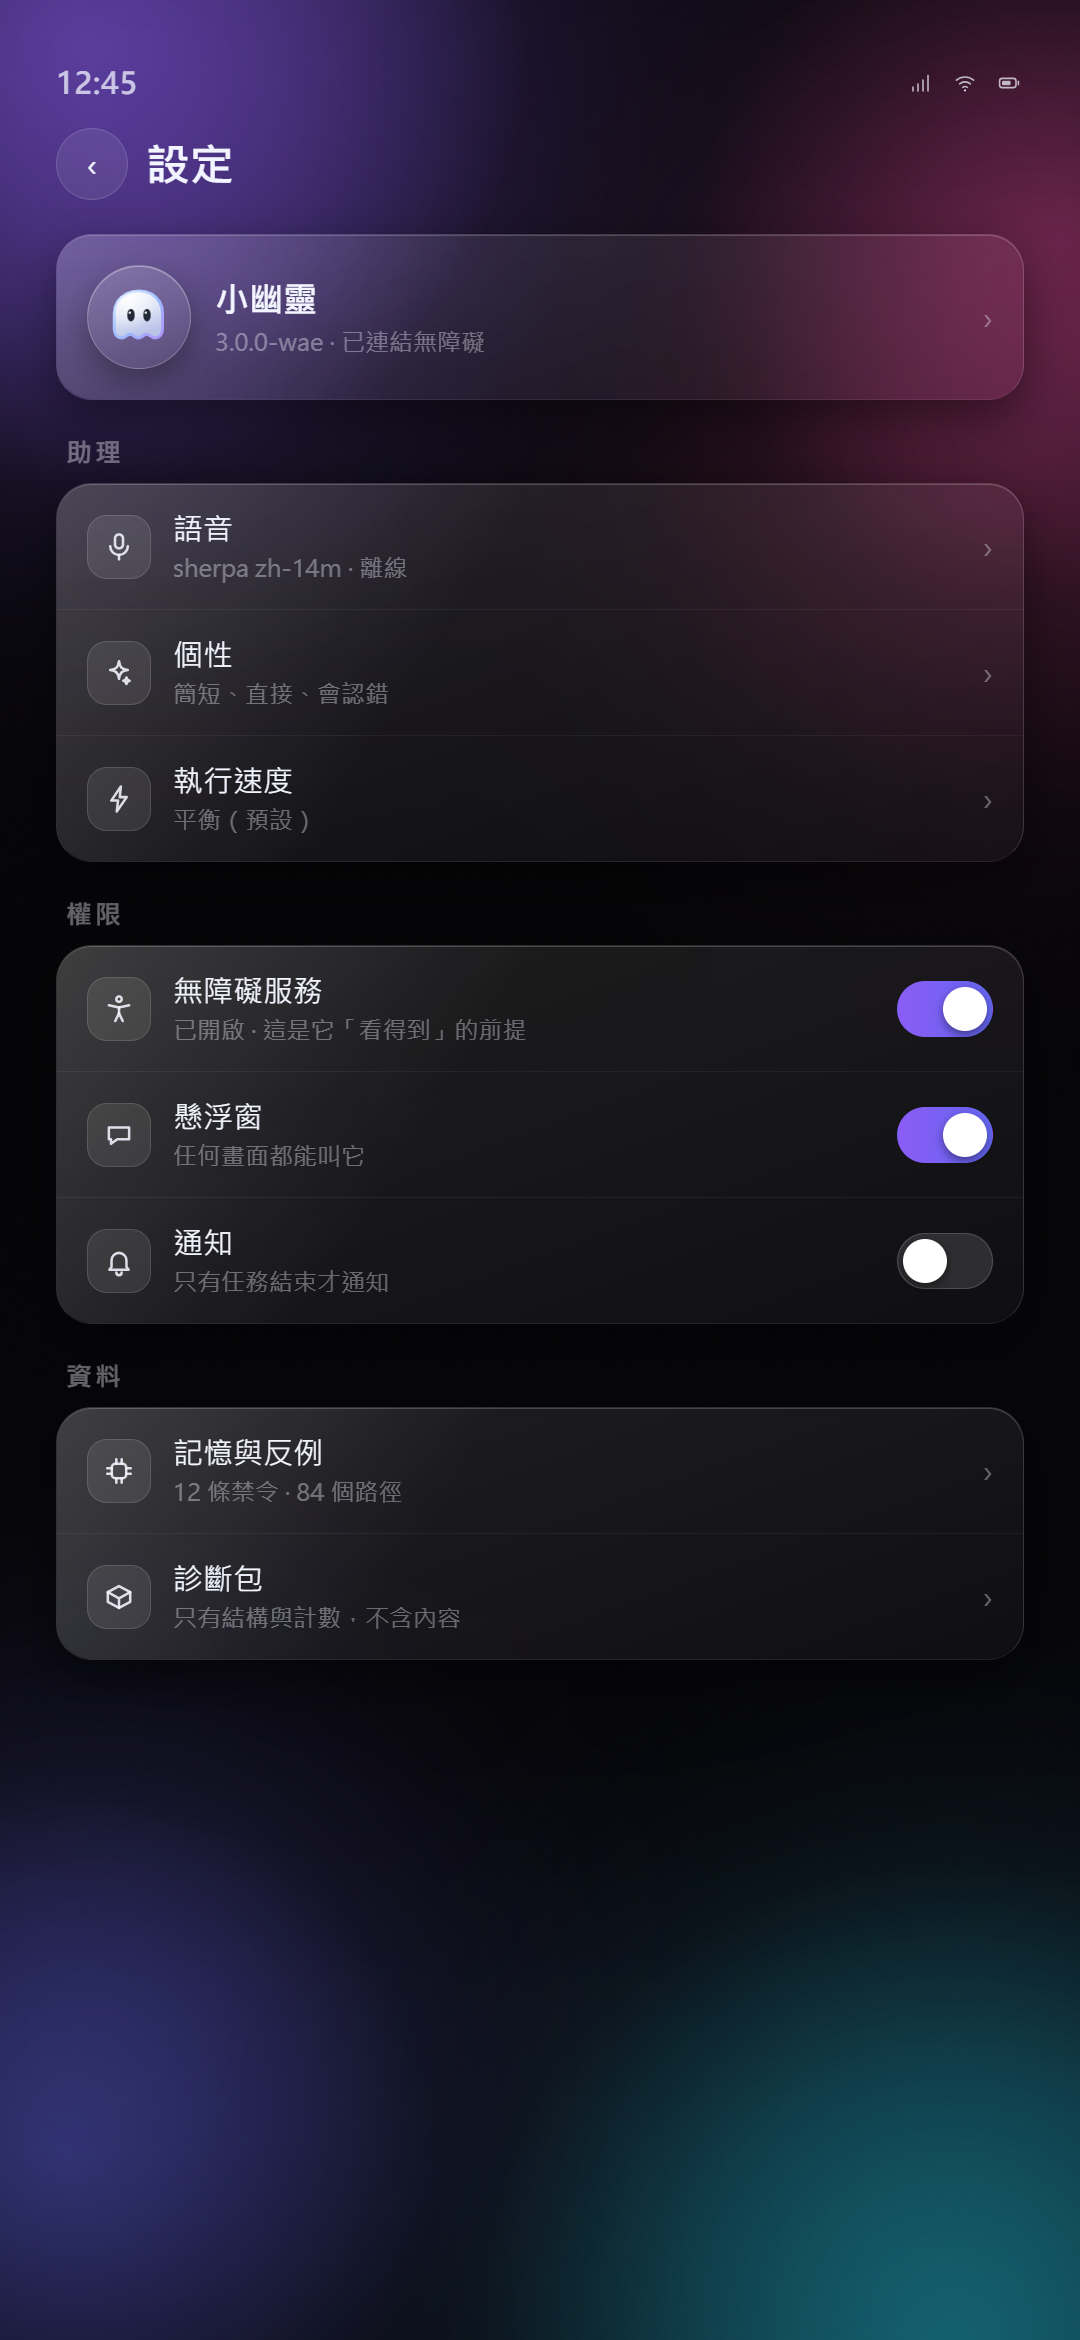 12:45
‹ 設定
小幽靈
3.0.0-wae · 已連結無障礙
›
助理
語音
sherpa zh-14m · 離線
›
個性
簡短、直接、會認錯
›
執行速度
平衡（預設）
›
權限
無障礙服務
已開啟 · 這是它「看得到」的前提
懸浮窗
任何畫面都能叫它
通知
只有任務結束才通知
資料
記憶與反例
12 條禁令 · 84 個路徑
›
診斷包
只有結構與計數，不含內容
›